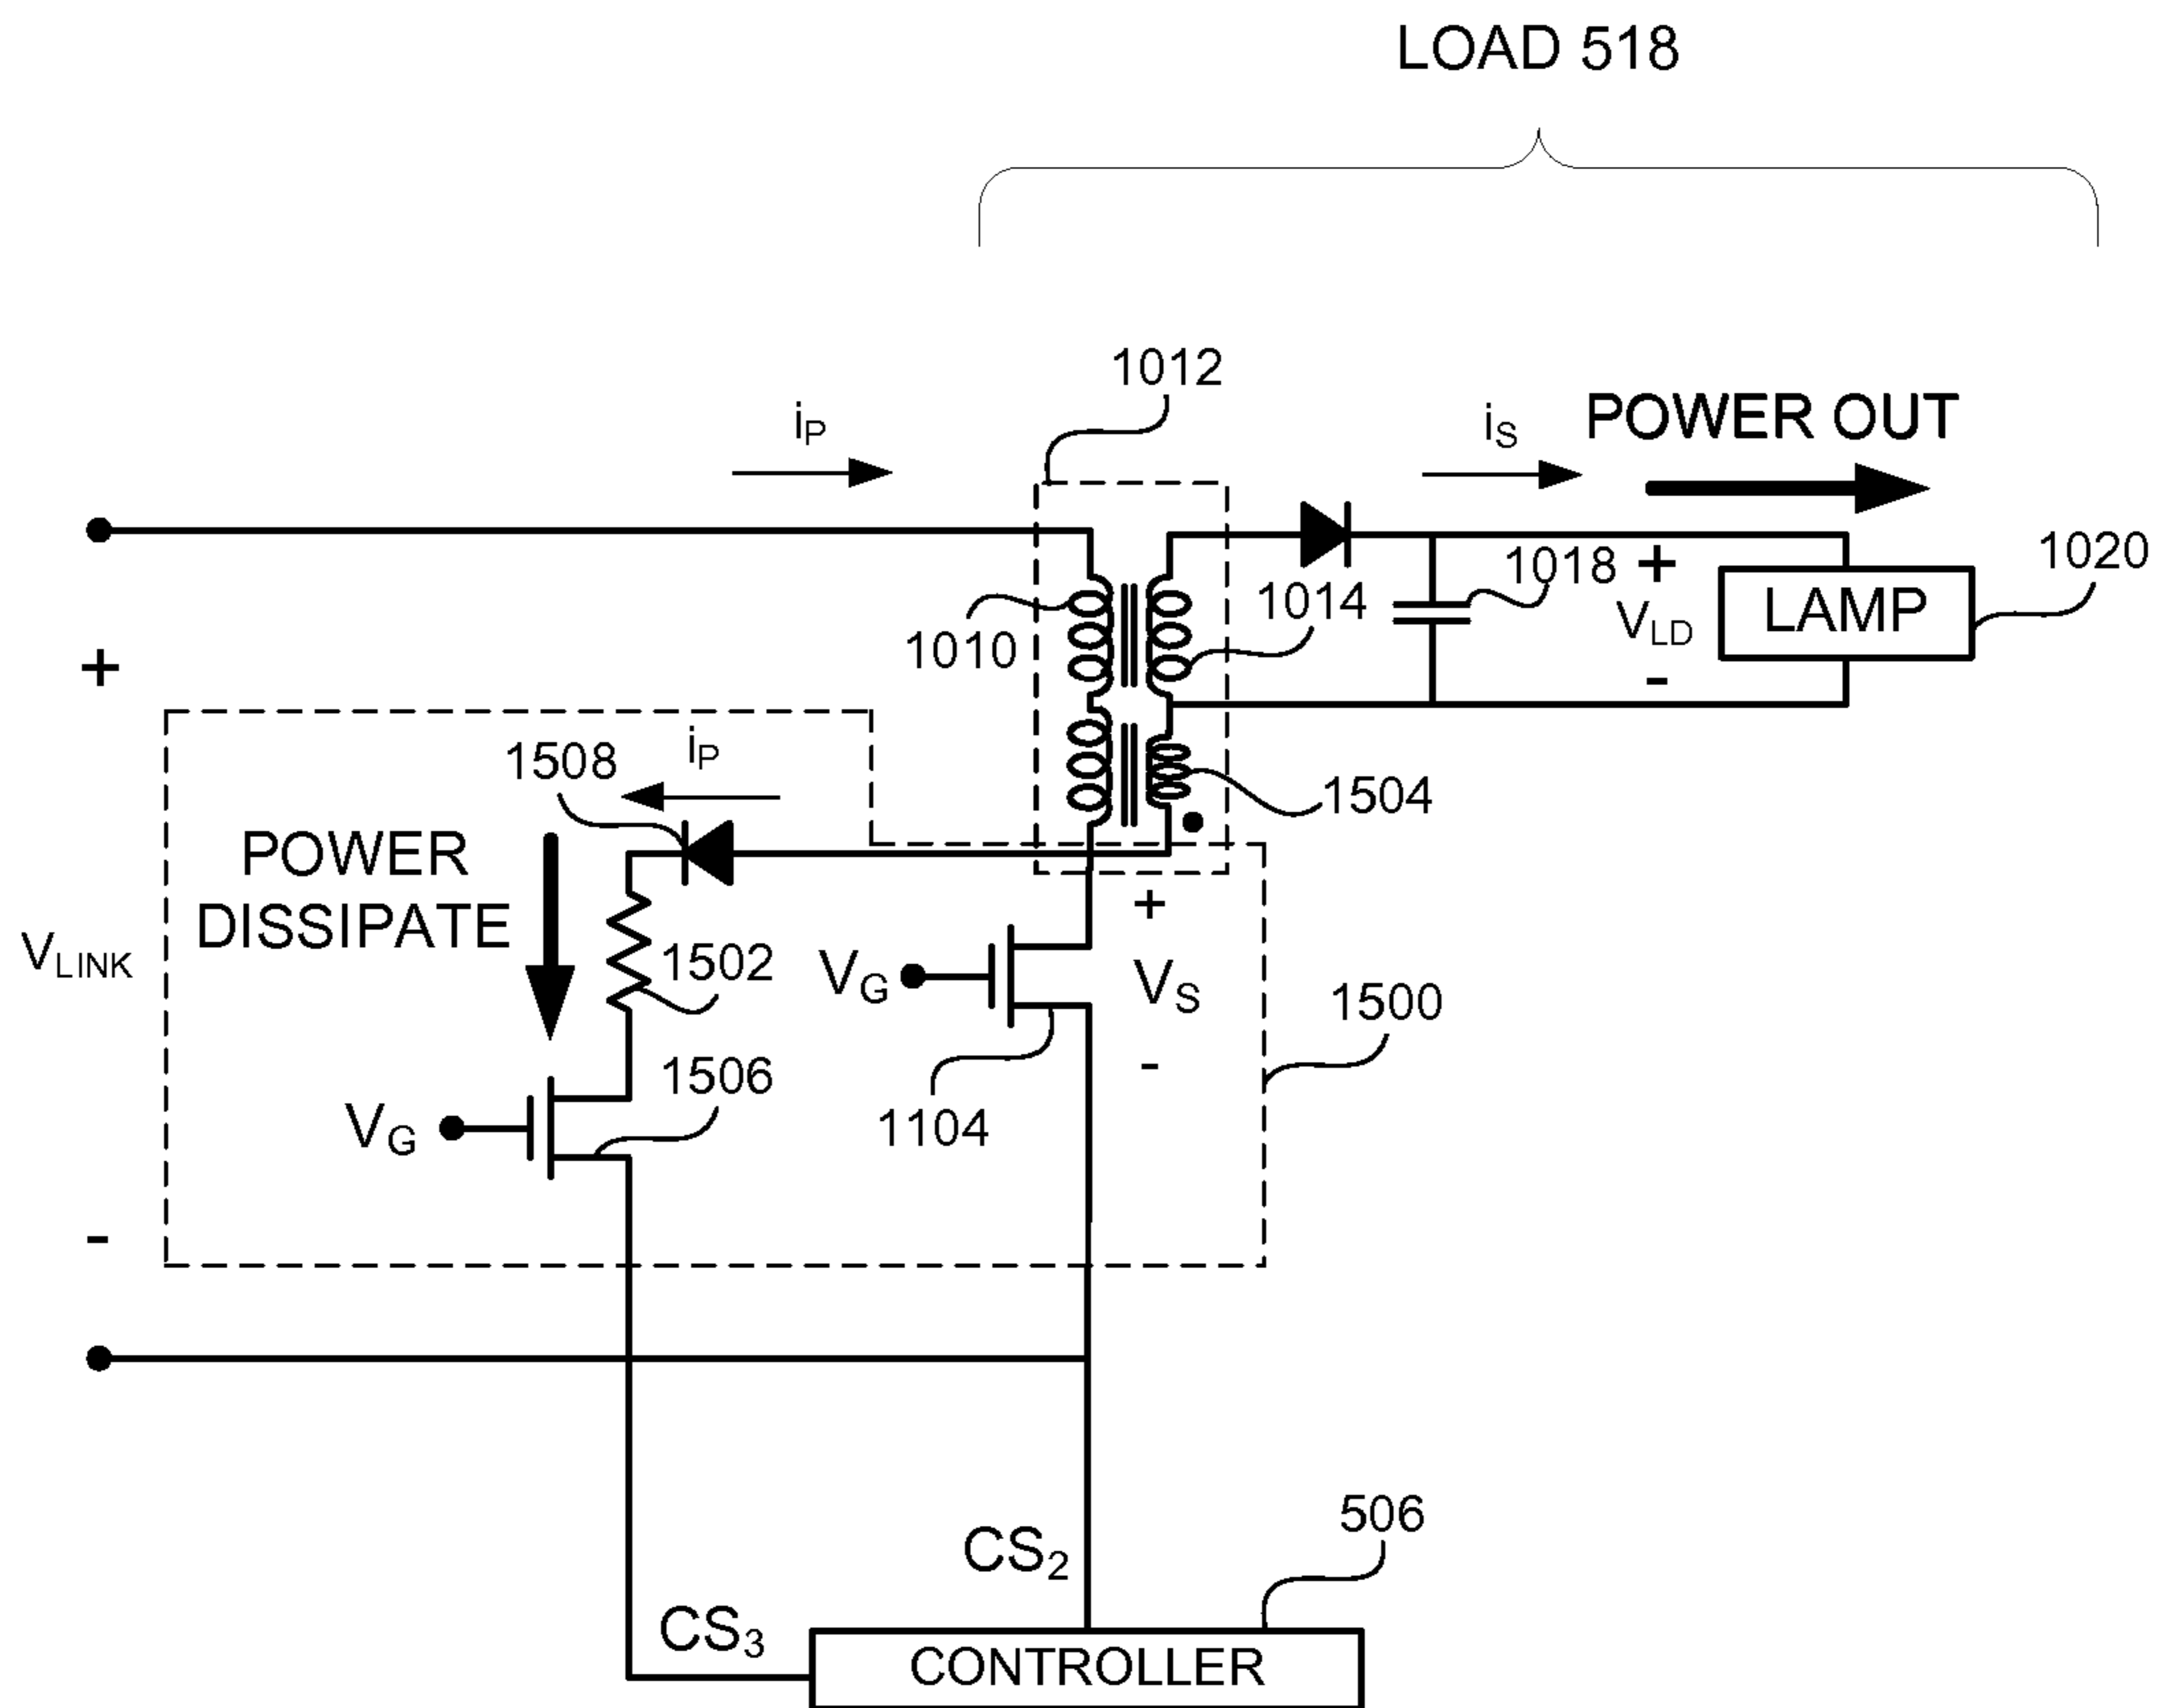 LOAD 518
1012
iP
iS
POWER OUT
1018
+
1020
1014
LAMP
1010
VLD
-
+
iP
1508
1504
POWER
DISSIPATE
+
VLINK
1502
VG
VS
1500
1506
-
VG
1104
-
506
CS2
CS3
CONTROLLER